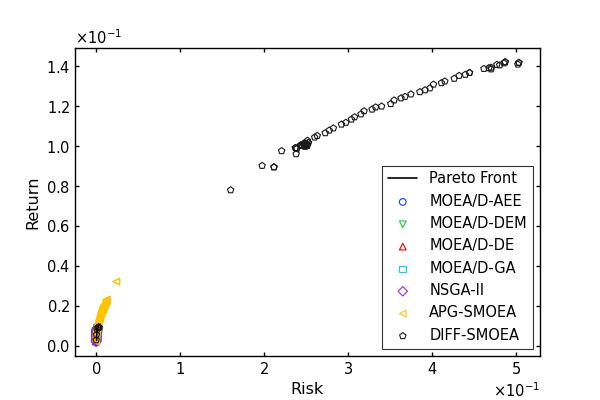 ×10⁻¹
1.4
1.2
1.0
0.8
0.6
0.4
0.2
0.0
Return
Pareto Front
MOEA/D-AEE
MOEA/D-DEM
MOEA/D-DE
MOEA/D-GA
NSGA-II
APG-SMOEA
DIFF-SMOEA
0 1 2 3 4 5
Risk
×10⁻¹